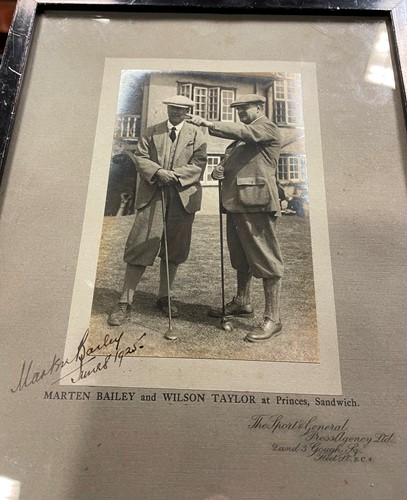 Marten Bailey
June 8 1925.
MARTEN BAILEY and WILSON TAYLOR at Princes, Sandwich.
The Sport & General
Press Agency Ltd.
2 and 3 Gough Sq.
Fleet St. E.C.4.